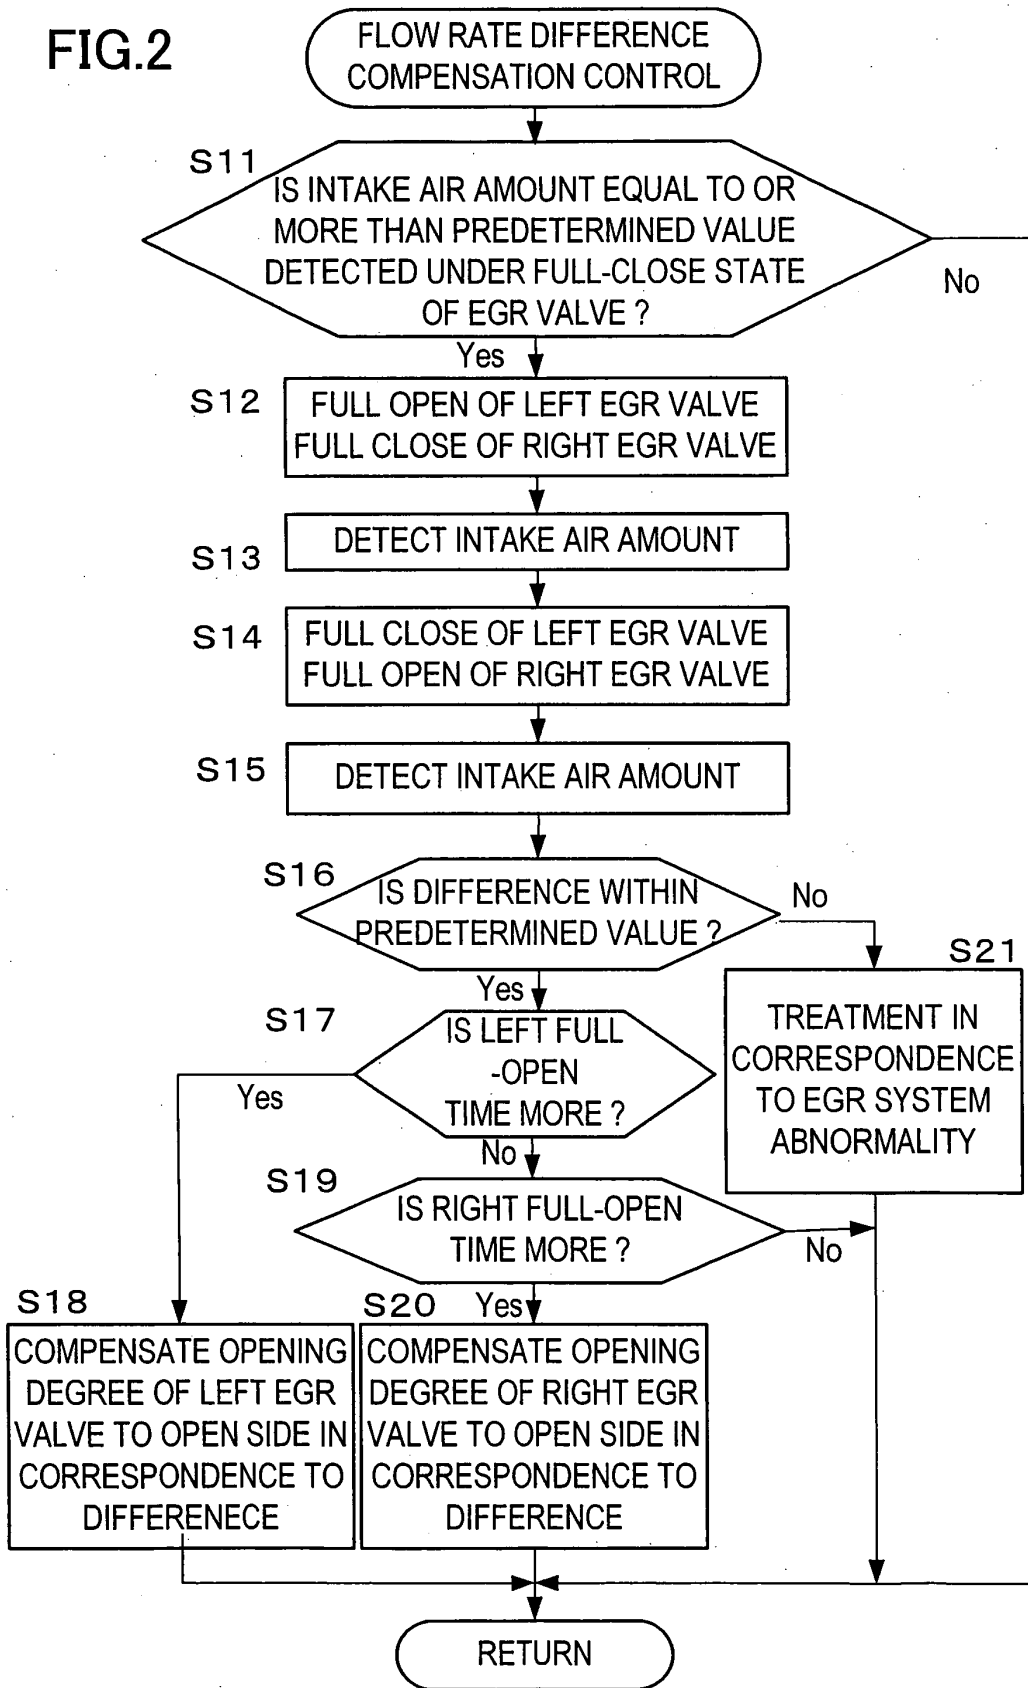 FIG.2
FLOW RATE DIFFERENCE
COMPENSATION CONTROL
S11
IS INTAKE AIR AMOUNT EQUAL TO OR
MORE THAN PREDETERMINED VALUE
DETECTED UNDER FULL-CLOSE STATE
OF EGR VALVE ?
No
Yes
S12
FULL OPEN OF LEFT EGR VALVE
FULL CLOSE OF RIGHT EGR VALVE
S13
DETECT INTAKE AIR AMOUNT
S14
FULL CLOSE OF LEFT EGR VALVE
FULL OPEN OF RIGHT EGR VALVE
S15
DETECT INTAKE AIR AMOUNT
S16
IS DIFFERENCE WITHIN
PREDETERMINED VALUE ?
No
Yes
S21
TREATMENT IN
CORRESPONDENCE
TO EGR SYSTEM
ABNORMALITY
S17
IS LEFT FULL
-OPEN
TIME MORE ?
Yes
No
S19
IS RIGHT FULL-OPEN
TIME MORE ?
No
Yes
S18
COMPENSATE OPENING
DEGREE OF LEFT EGR
VALVE TO OPEN SIDE IN
CORRESPONDENCE TO
DIFFERENECE
S20
COMPENSATE OPENING
DEGREE OF RIGHT EGR
VALVE TO OPEN SIDE IN
CORRESPONDENCE TO
DIFFERENCE
RETURN